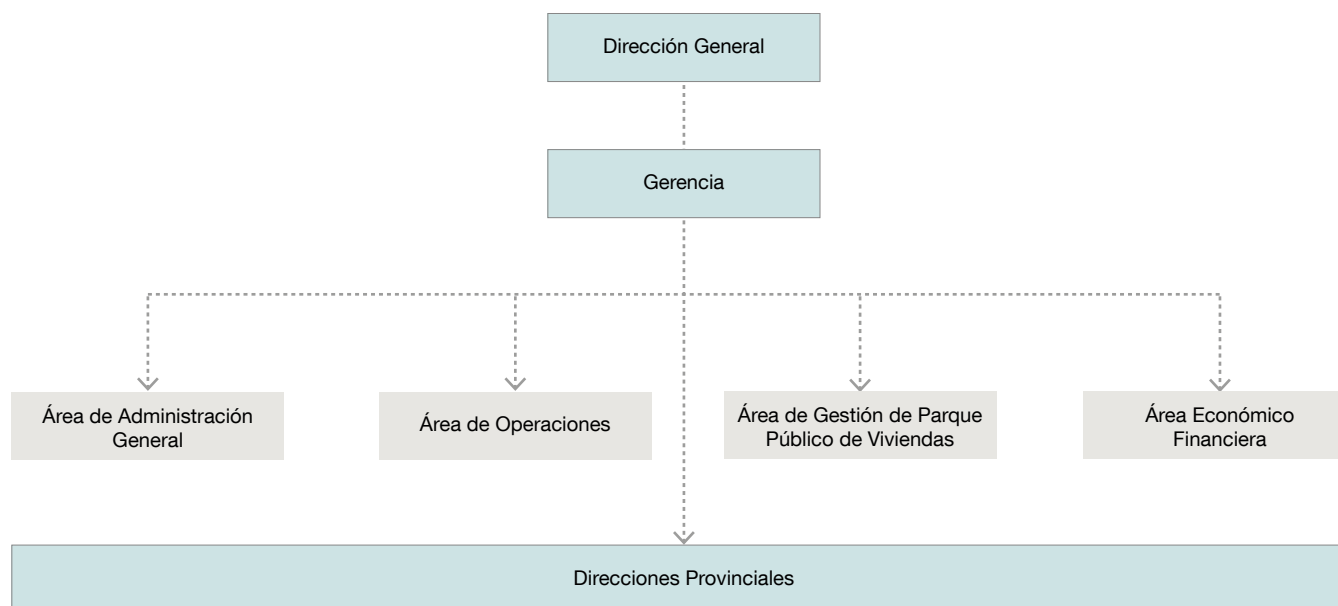 Dirección General
Gerencia
Área de Administración
General
Área de Operaciones
Área de Gestión de Parque
Público de Viviendas
Área Económico
Financiera
Direcciones Provinciales